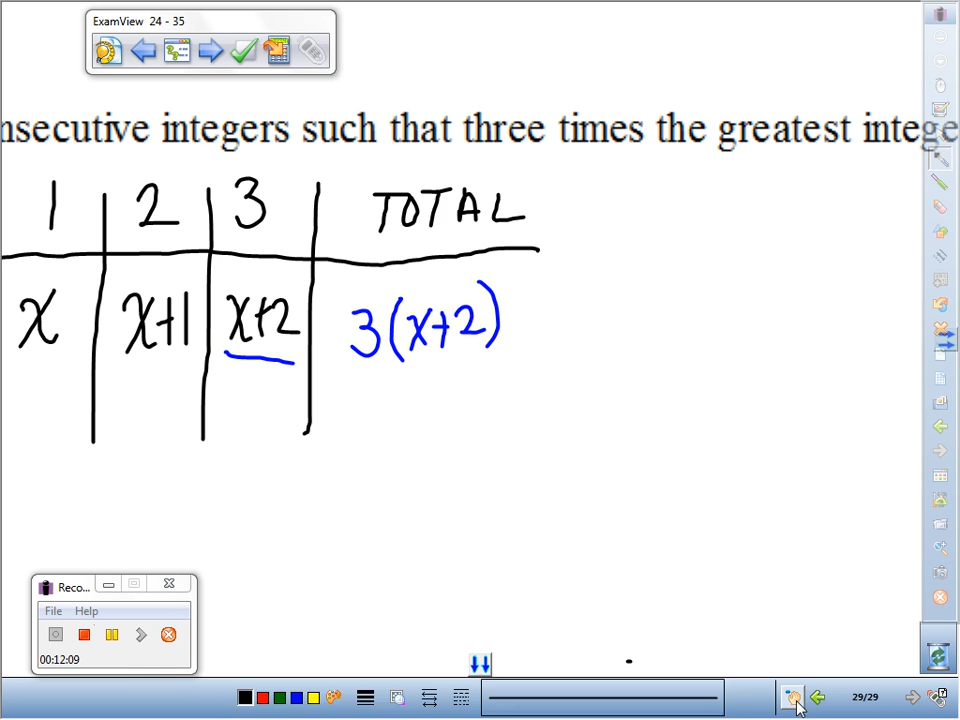 ExamView 24 - 35
nsecutive integers such that three times the greatest intege
1 2 3 TOTAL
x x+1 x+2 3(x+2)
Reco...
File Help
00:12:09
29/29